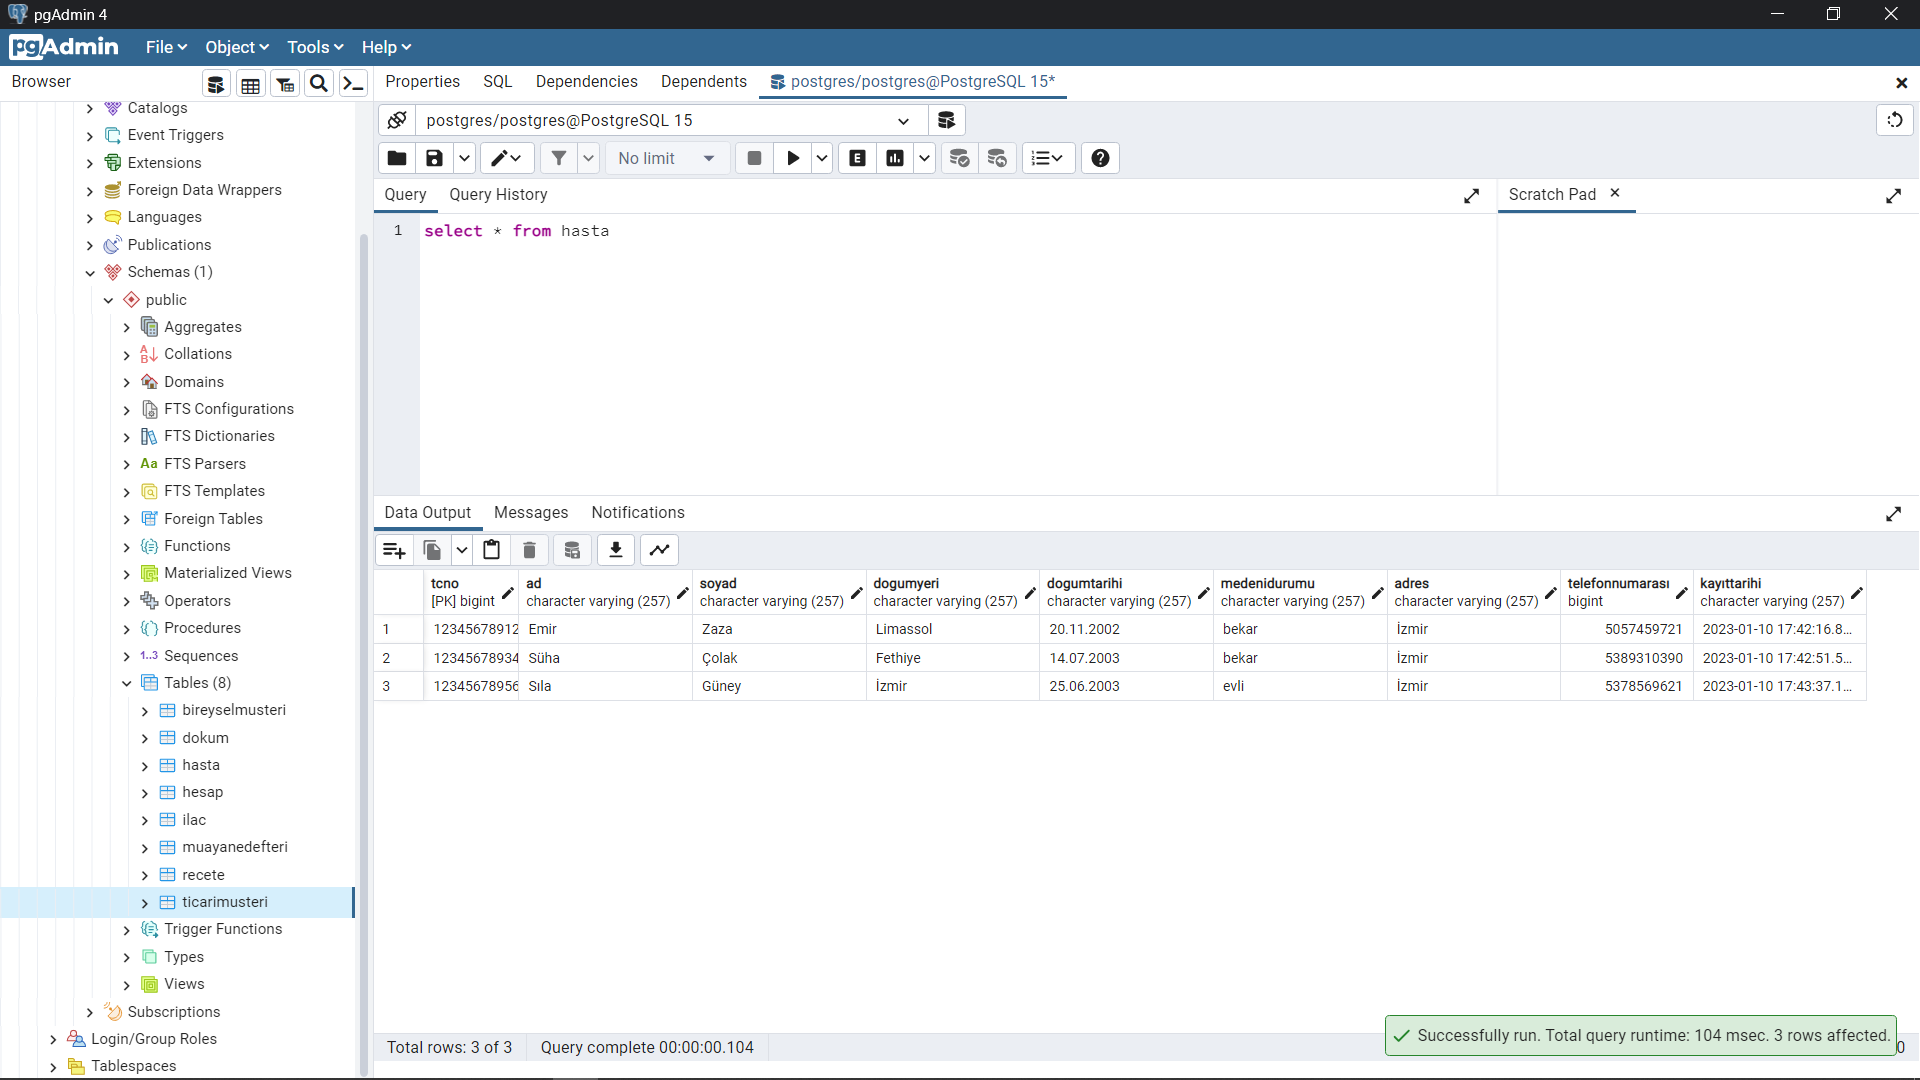 pgAdmin 4
pgAdmin File Object Tools Help
Browser
Properties SQL Dependencies Dependents postgres/postgres@PostgreSQL 15*
Catalogs
Event Triggers
Extensions
Foreign Data Wrappers
Languages
Publications
Schemas (1)
public
Aggregates
Collations
Domains
FTS Configurations
FTS Dictionaries
Aa FTS Parsers
FTS Templates
Foreign Tables
Functions
Materialized Views
Operators
Procedures
1..3 Sequences
Tables (8)
bireyselmusteri
dokum
hasta
hesap
ilac
muayanedefteri
recete
ticarimusteri
Trigger Functions
Types
Views
Subscriptions
Login/Group Roles
Tablespaces
postgres/postgres@PostgreSQL 15
No limit
E
Query Query History
Scratch Pad
1 select * from hasta
Data Output Messages Notifications
tcno ad soyad dogumyeri dogumtarihi medenidurumu adres telefonnumarası kayıttarihi
[PK] bigint character varying (257) character varying (257) character varying (257) character varying (257) character varying (257) character varying (257) bigint character varying (257)
1 12345678912 Emir Zaza Limassol 20.11.2002 bekar İzmir 5057459721 2023-01-10 17:42:16.8...
2 12345678934 Süha Çolak Fethiye 14.07.2003 bekar İzmir 5389310390 2023-01-10 17:42:51.5...
3 12345678956 Sıla Güney İzmir 25.06.2003 evli İzmir 5378569621 2023-01-10 17:43:37.1...
Total rows: 3 of 3 Query complete 00:00:00.104
Successfully run. Total query runtime: 104 msec. 3 rows affected.